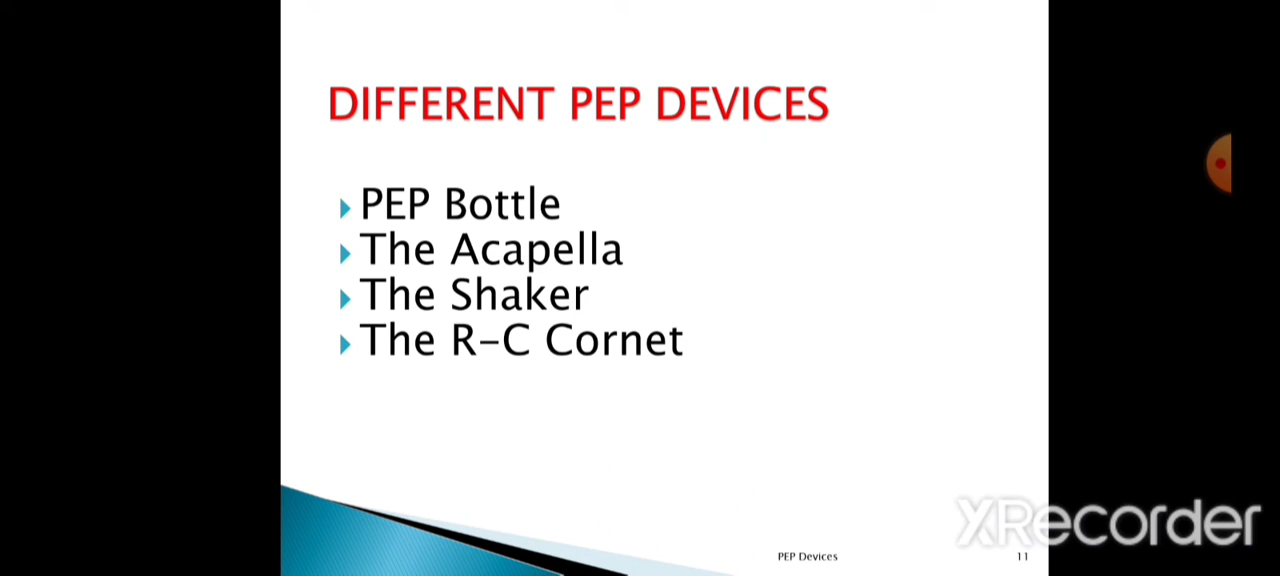 DIFFERENT PEP DEVICES
PEP Bottle
The Acapella
The Shaker
The R-C Cornet
XRecorder
PEP Devices 11